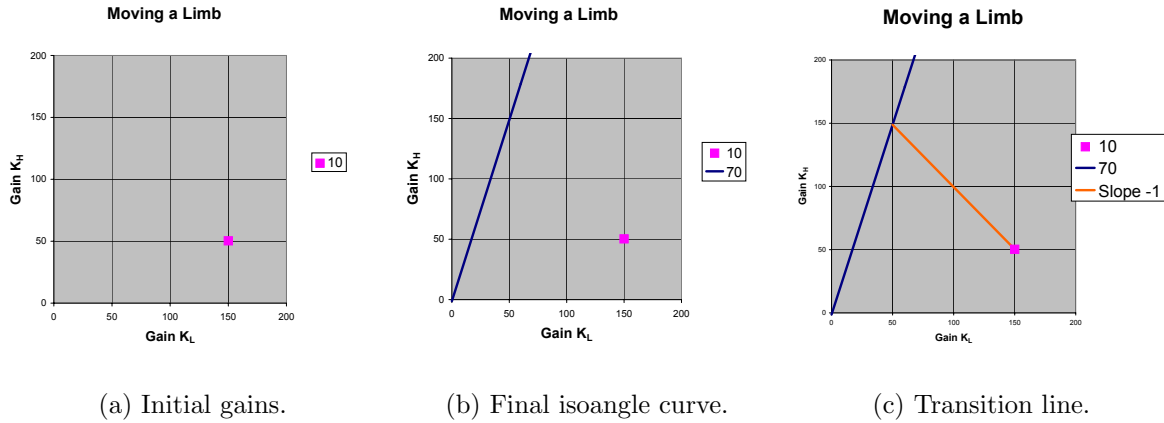 Moving a Limb
200
150
100
50
0
0 50 100 150 200
Gain K_H
Gain K_L
10
(a) Initial gains.
Moving a Limb
200
150
100
50
0
0 50 100 150 200
Gain K_H
Gain K_L
10
70
(b) Final isoangle curve.
Moving a Limb
200
150
100
50
0
0 50 100 150 200
Gain K_H
Gain K_L
10
70
Slope -1
(c) Transition line.